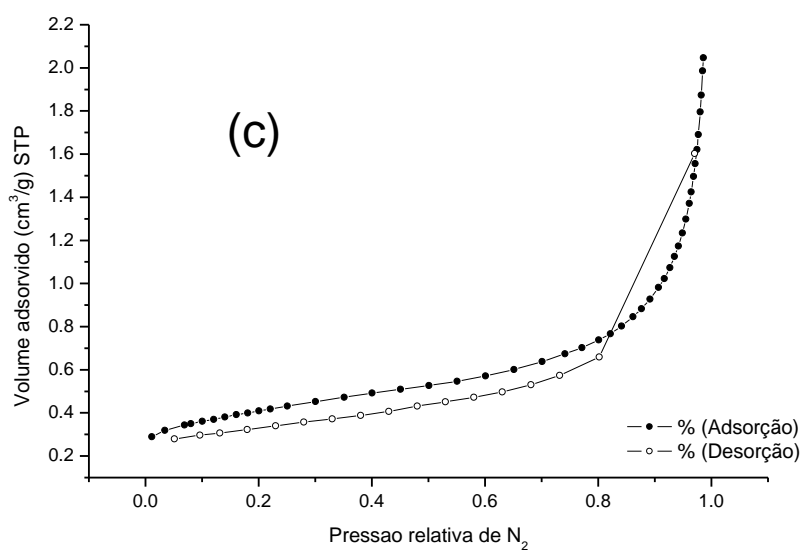 2.2
2.0
1.8
1.6
1.4
1.2
1.0
0.8
0.6
0.4
0.2
Volume adsorvido (cm³/g) STP
(c)
% (Adsorção)
% (Desorção)
0.0 0.2 0.4 0.6 0.8 1.0
Pressao relativa de N₂